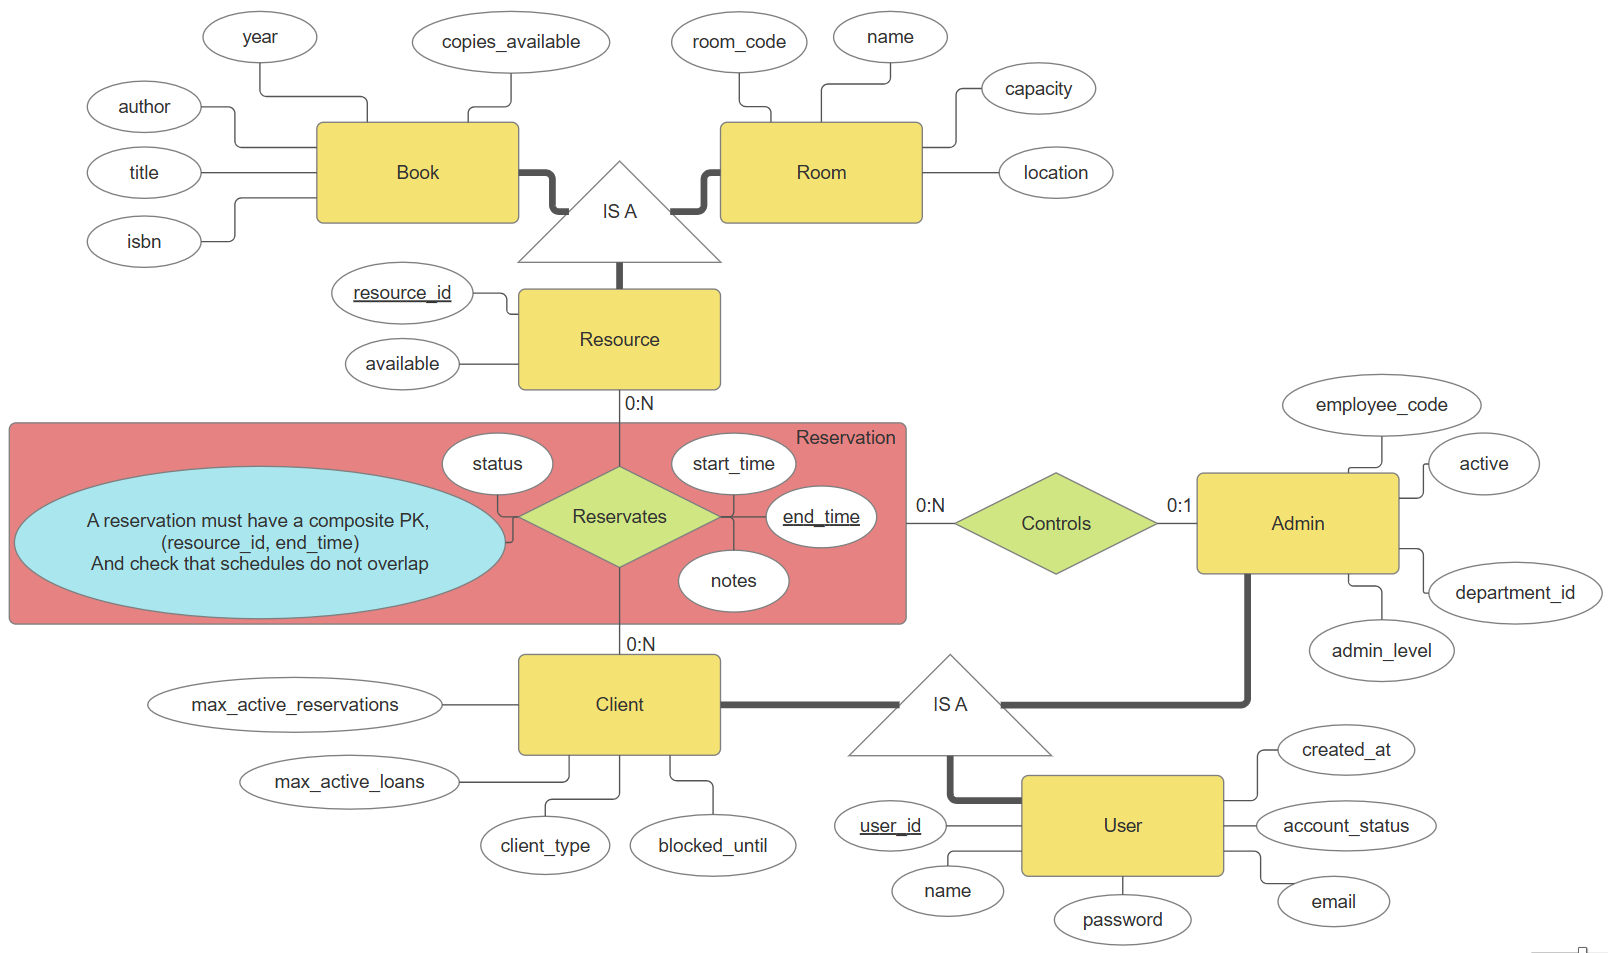 year
copies_available
room_code
name
capacity
author
title
isbn
Book
IS A
Room
location
resource_id
available
Resource
0:N
Reservation
status
start_time
end_time
notes
Reservates
A reservation must have a composite PK,
(resource_id, end_time)
And check that schedules do not overlap
0:N
Controls
0:1
Admin
employee_code
active
department_id
admin_level
0:N
Client
max_active_reservations
max_active_loans
client_type
blocked_until
IS A
User
user_id
name
password
created_at
account_status
email